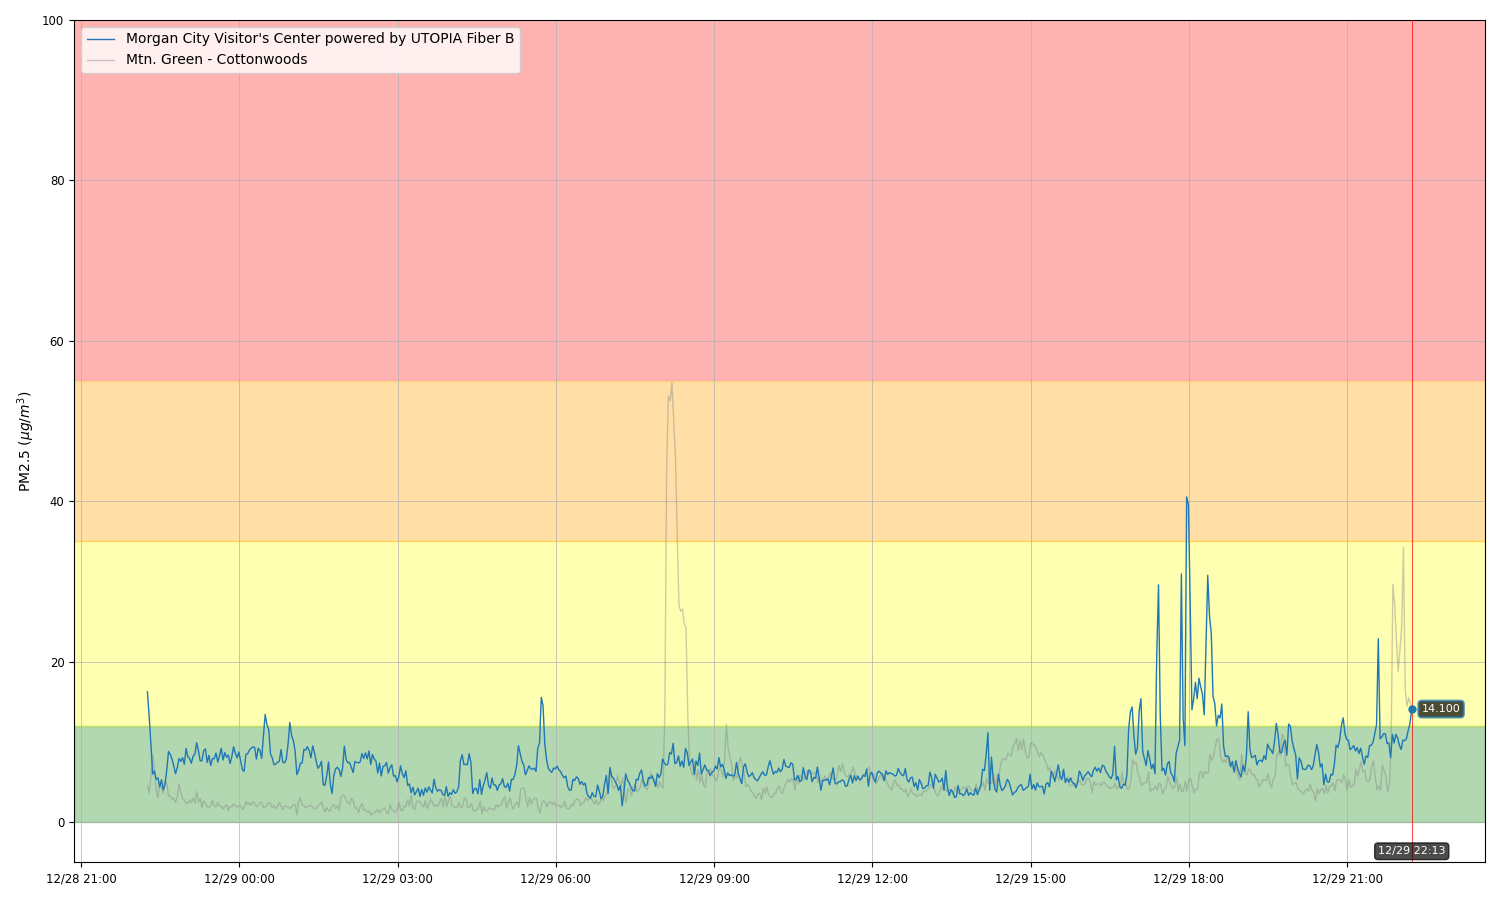 100
Morgan City Visitor's Center powered by UTOPIA Fiber B
Mtn. Green - Cottonwoods
80
60
PM2.5 (μg/m³)
40
20
14.100
0
12/29 22:13
12/28 21:00 12/29 00:00 12/29 03:00 12/29 06:00 12/29 09:00 12/29 12:00 12/29 15:00 12/29 18:00 12/29 21:00